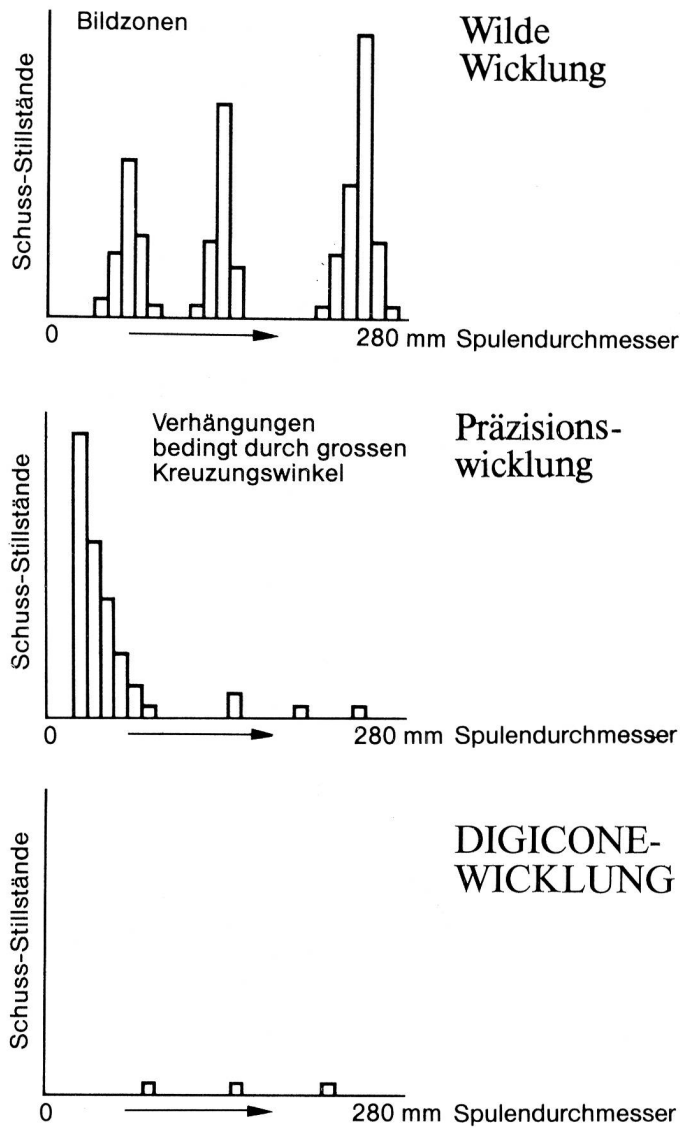 Bildzonen
Wilde
Wicklung
Schuss-Stillstände
0
280 mm Spulendurchmesser
Verhängungen
bedingt durch grossen
Kreuzungswinkel
Präzisions-
wicklung
Schuss-Stillstände
0
280 mm Spulendurchmesser
DIGICONE-
WICKLUNG
Schuss-Stillstände
0
280 mm Spulendurchmesser